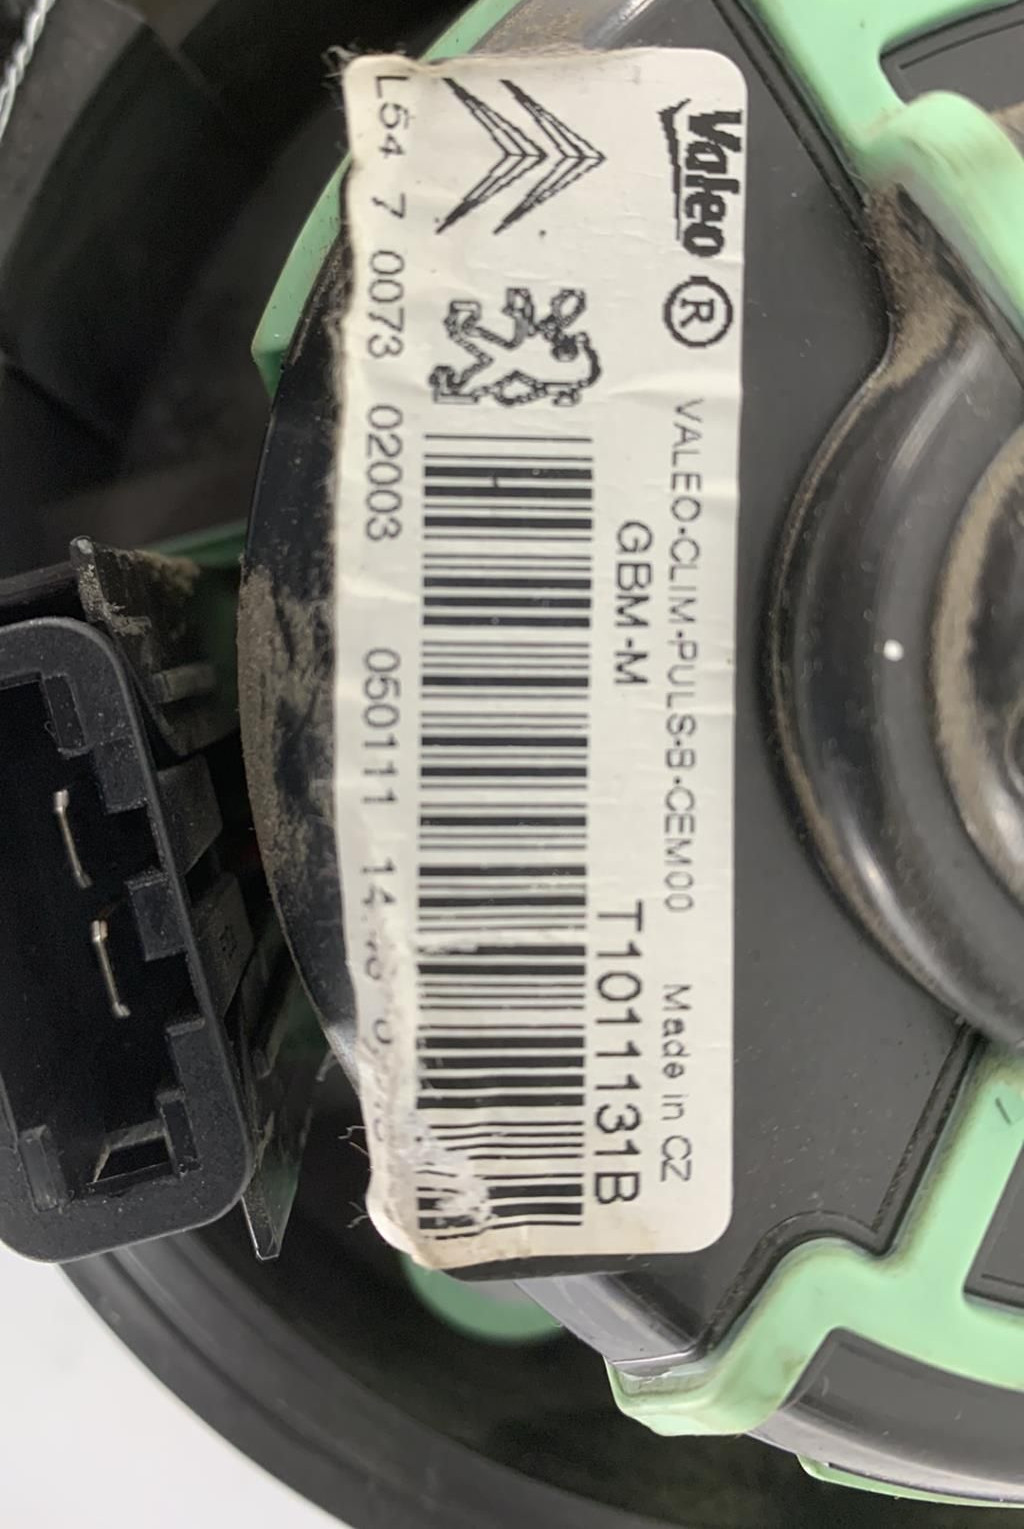 Valeo ®
VALEO-CLIM-PULS-B-CEM00 Made in CZ
GBM-M T1011131B
L54 7 0073 02003 050111